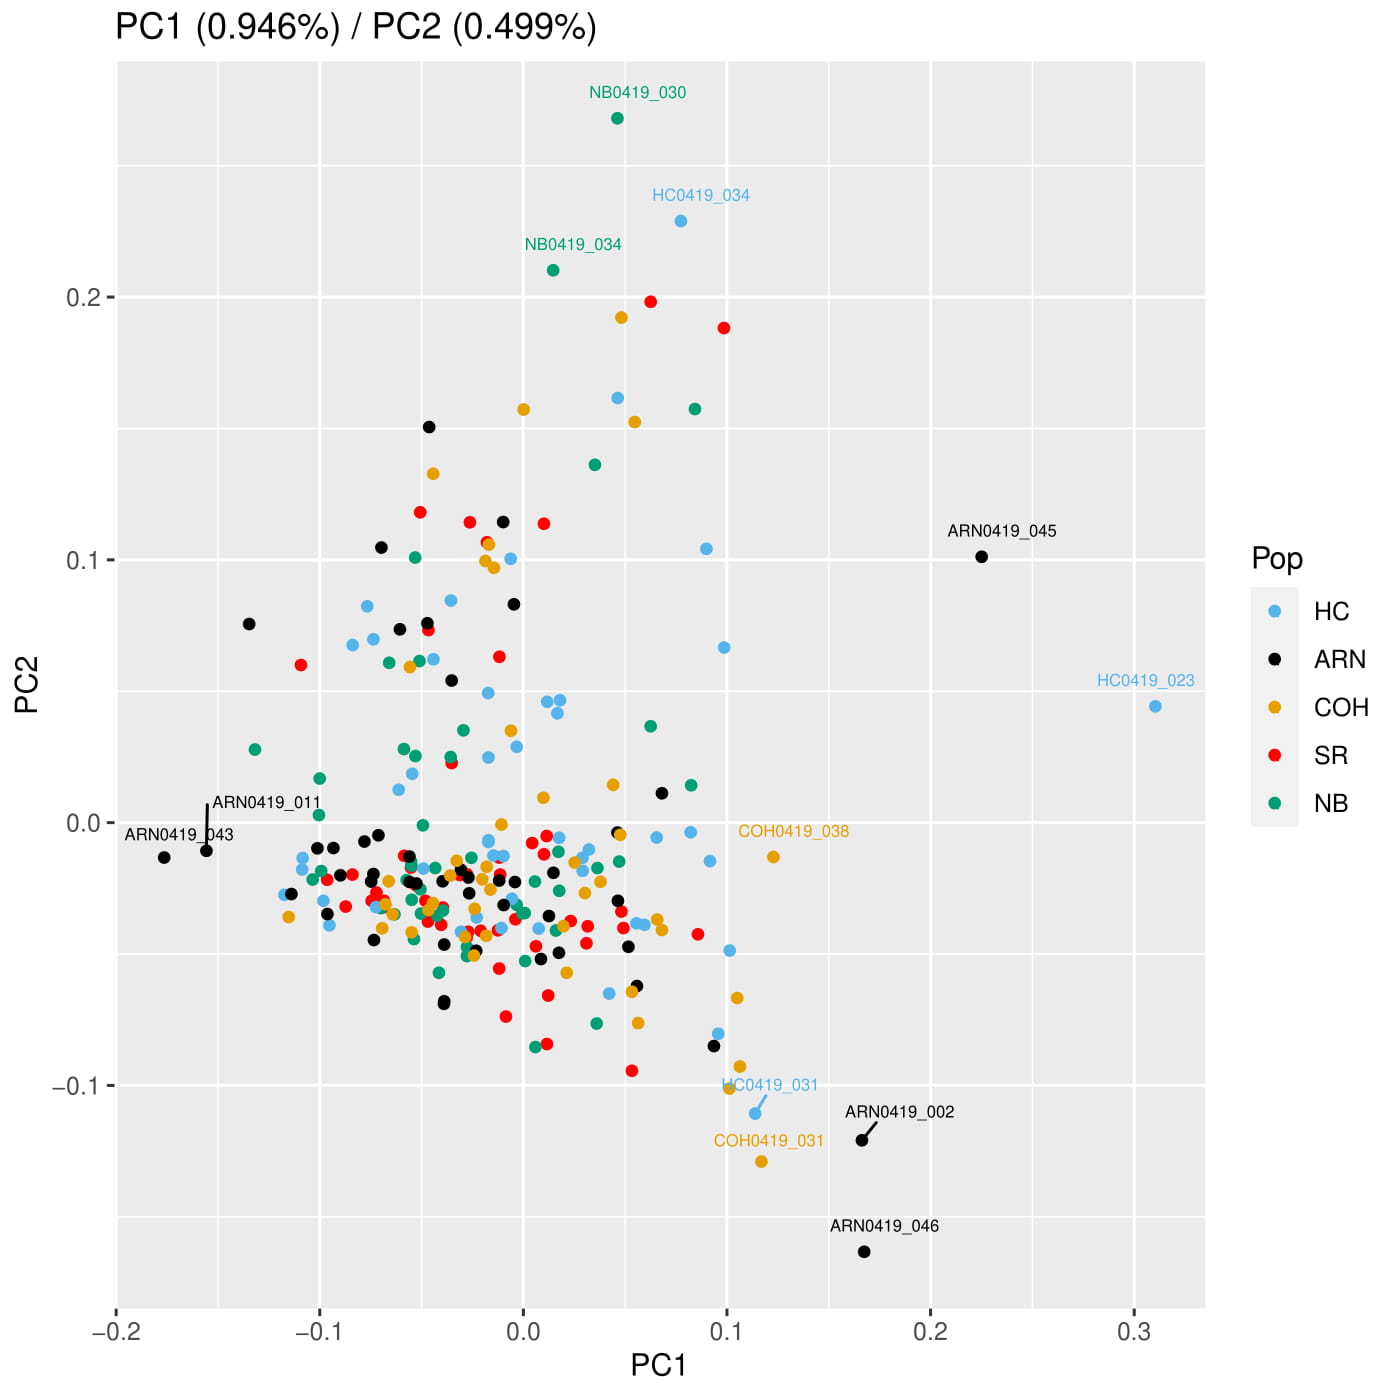 PC1 (0.946%) / PC2 (0.499%)
NB0419_030
HC0419_034
NB0419_034
0.2
ARN0419_045
0.1
HC0419_023
ARN0419_011
0.0
ARN0419_043
COH0419_038
HC0419_031
−0.1
ARN0419_002
COH0419_031
ARN0419_046
PC2
−0.2
−0.1
0.0
0.1
0.2
0.3
PC1
Pop
HC
ARN
COH
SR
NB